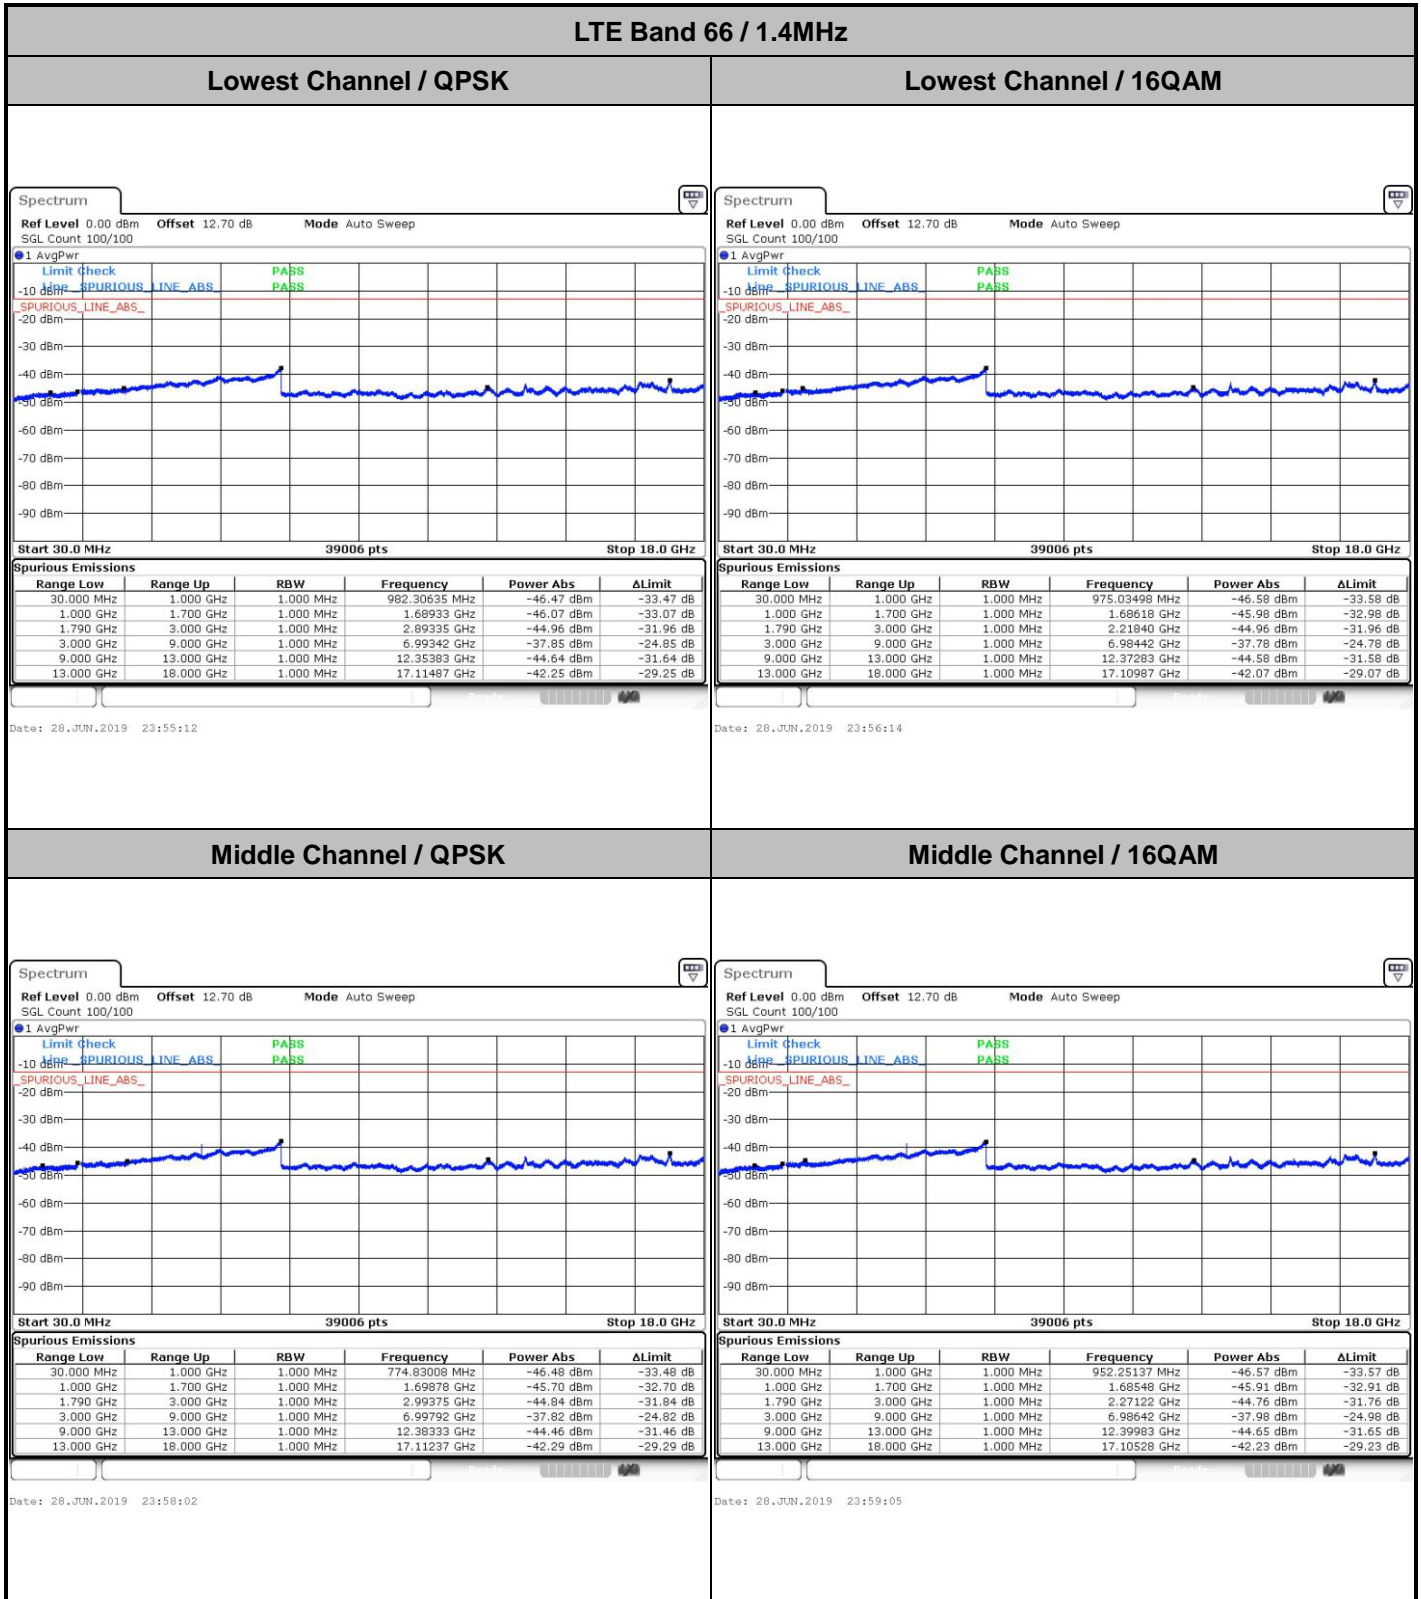 LTE Band 66 / 1.4MHz
Lowest Channel / QPSK
Lowest Channel / 16QAM
Spectrum
Ref Level 0.00 dBm Offset 12.70 dB Mode Auto Sweep
SGL Count 100/100
1 AvgPwr
Limit Check PASS
-10 dBm Line _SPURIOUS_LINE_ABS_ PASS
_SPURIOUS_LINE_ABS_
-20 dBm
-30 dBm
-40 dBm
-50 dBm
-60 dBm
-70 dBm
-80 dBm
-90 dBm
Start 30.0 MHz 39006 pts Stop 18.0 GHz
Spurious Emissions
Range Low Range Up RBW Frequency Power Abs ΔLimit
30.000 MHz 1.000 GHz 1.000 MHz 982.30635 MHz -46.47 dBm -33.47 dB
1.000 GHz 1.700 GHz 1.000 MHz 1.68933 GHz -46.07 dBm -33.07 dB
1.790 GHz 3.000 GHz 1.000 MHz 2.89335 GHz -44.96 dBm -31.96 dB
3.000 GHz 9.000 GHz 1.000 MHz 6.99342 GHz -37.85 dBm -24.85 dB
9.000 GHz 13.000 GHz 1.000 MHz 12.35383 GHz -44.64 dBm -31.64 dB
13.000 GHz 18.000 GHz 1.000 MHz 17.11487 GHz -42.25 dBm -29.25 dB
Date: 28.JUN.2019 23:55:12
Spectrum
Ref Level 0.00 dBm Offset 12.70 dB Mode Auto Sweep
SGL Count 100/100
1 AvgPwr
Limit Check PASS
-10 dBm Line _SPURIOUS_LINE_ABS_ PASS
_SPURIOUS_LINE_ABS_
-20 dBm
-30 dBm
-40 dBm
-50 dBm
-60 dBm
-70 dBm
-80 dBm
-90 dBm
Start 30.0 MHz 39006 pts Stop 18.0 GHz
Spurious Emissions
Range Low Range Up RBW Frequency Power Abs ΔLimit
30.000 MHz 1.000 GHz 1.000 MHz 975.03498 MHz -46.58 dBm -33.58 dB
1.000 GHz 1.700 GHz 1.000 MHz 1.68618 GHz -45.98 dBm -32.98 dB
1.790 GHz 3.000 GHz 1.000 MHz 2.21840 GHz -44.96 dBm -31.96 dB
3.000 GHz 9.000 GHz 1.000 MHz 6.98442 GHz -37.78 dBm -24.78 dB
9.000 GHz 13.000 GHz 1.000 MHz 12.37283 GHz -44.58 dBm -31.58 dB
13.000 GHz 18.000 GHz 1.000 MHz 17.10987 GHz -42.07 dBm -29.07 dB
Date: 28.JUN.2019 23:56:14
Middle Channel / QPSK
Middle Channel / 16QAM
Spectrum
Ref Level 0.00 dBm Offset 12.70 dB Mode Auto Sweep
SGL Count 100/100
1 AvgPwr
Limit Check PASS
-10 dBm Line _SPURIOUS_LINE_ABS_ PASS
_SPURIOUS_LINE_ABS_
-20 dBm
-30 dBm
-40 dBm
-50 dBm
-60 dBm
-70 dBm
-80 dBm
-90 dBm
Start 30.0 MHz 39006 pts Stop 18.0 GHz
Spurious Emissions
Range Low Range Up RBW Frequency Power Abs ΔLimit
30.000 MHz 1.000 GHz 1.000 MHz 774.83008 MHz -46.48 dBm -33.48 dB
1.000 GHz 1.700 GHz 1.000 MHz 1.69878 GHz -45.70 dBm -32.70 dB
1.790 GHz 3.000 GHz 1.000 MHz 2.99375 GHz -44.84 dBm -31.84 dB
3.000 GHz 9.000 GHz 1.000 MHz 6.99792 GHz -37.82 dBm -24.82 dB
9.000 GHz 13.000 GHz 1.000 MHz 12.38333 GHz -44.46 dBm -31.46 dB
13.000 GHz 18.000 GHz 1.000 MHz 17.11237 GHz -42.29 dBm -29.29 dB
Date: 28.JUN.2019 23:58:02
Spectrum
Ref Level 0.00 dBm Offset 12.70 dB Mode Auto Sweep
SGL Count 100/100
1 AvgPwr
Limit Check PASS
-10 dBm Line _SPURIOUS_LINE_ABS_ PASS
_SPURIOUS_LINE_ABS_
-20 dBm
-30 dBm
-40 dBm
-50 dBm
-60 dBm
-70 dBm
-80 dBm
-90 dBm
Start 30.0 MHz 39006 pts Stop 18.0 GHz
Spurious Emissions
Range Low Range Up RBW Frequency Power Abs ΔLimit
30.000 MHz 1.000 GHz 1.000 MHz 952.25137 MHz -46.57 dBm -33.57 dB
1.000 GHz 1.700 GHz 1.000 MHz 1.68548 GHz -45.91 dBm -32.91 dB
1.790 GHz 3.000 GHz 1.000 MHz 2.27122 GHz -44.76 dBm -31.76 dB
3.000 GHz 9.000 GHz 1.000 MHz 6.98642 GHz -37.98 dBm -24.98 dB
9.000 GHz 13.000 GHz 1.000 MHz 12.39983 GHz -44.65 dBm -31.65 dB
13.000 GHz 18.000 GHz 1.000 MHz 17.10528 GHz -42.23 dBm -29.23 dB
Date: 28.JUN.2019 23:59:05